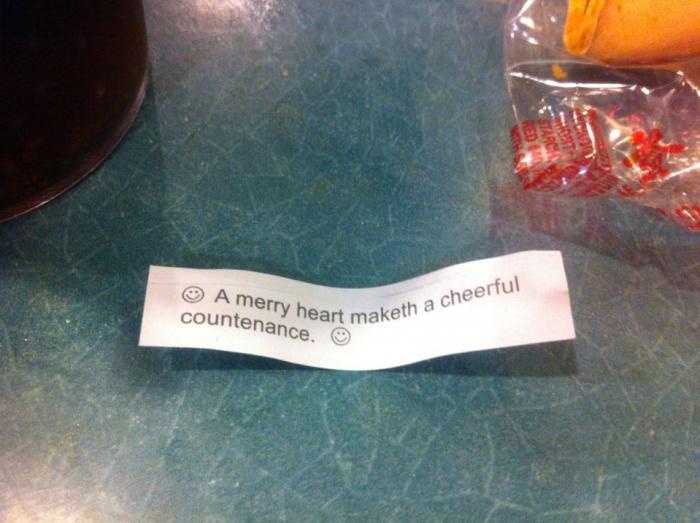 ☺ A merry heart maketh a cheerful
countenance. ☺